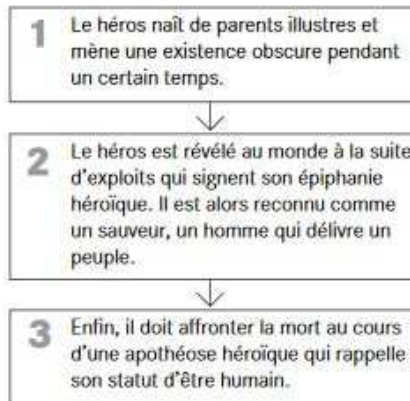 1 Le héros naît de parents illustres et
mène une existence obscure pendant
un certain temps.
2 Le héros est révélé au monde à la suite
d'exploits qui signent son épiphanie
héroïque. Il est alors reconnu comme
un sauveur, un homme qui délivre un
peuple.
3 Enfin, il doit affronter la mort au cours
d'une apothéose héroïque qui rappelle
son statut d'être humain.